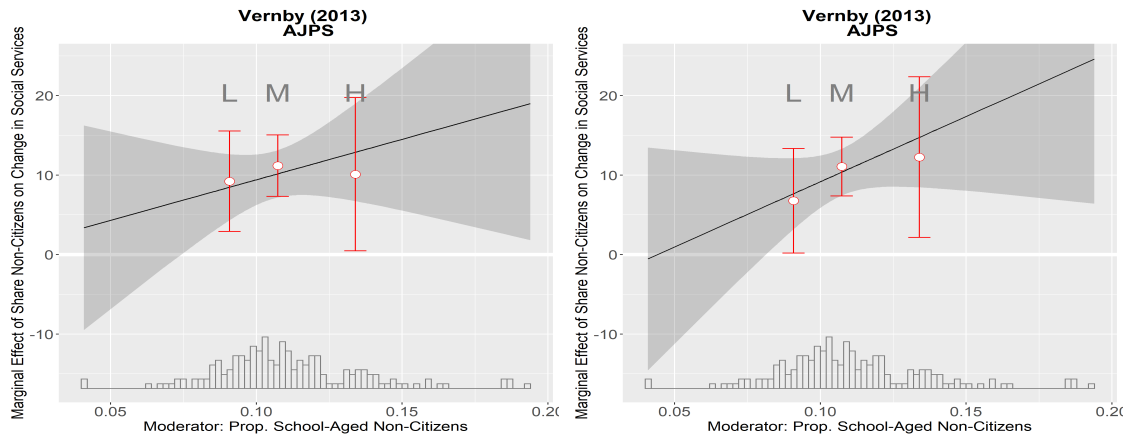 Vernby (2013)
AJPS
Marginal Effect of Share Non-Citizens on Change in Social Services
20
10
0
-10
L M H
0.05 0.10 0.15 0.20
Moderator: Prop. School-Aged Non-Citizens
Vernby (2013)
AJPS
Marginal Effect of Share Non-Citizens on Change in Social Services
20
10
0
-10
L M H
0.05 0.10 0.15 0.20
Moderator: Prop. School-Aged Non-Citizens